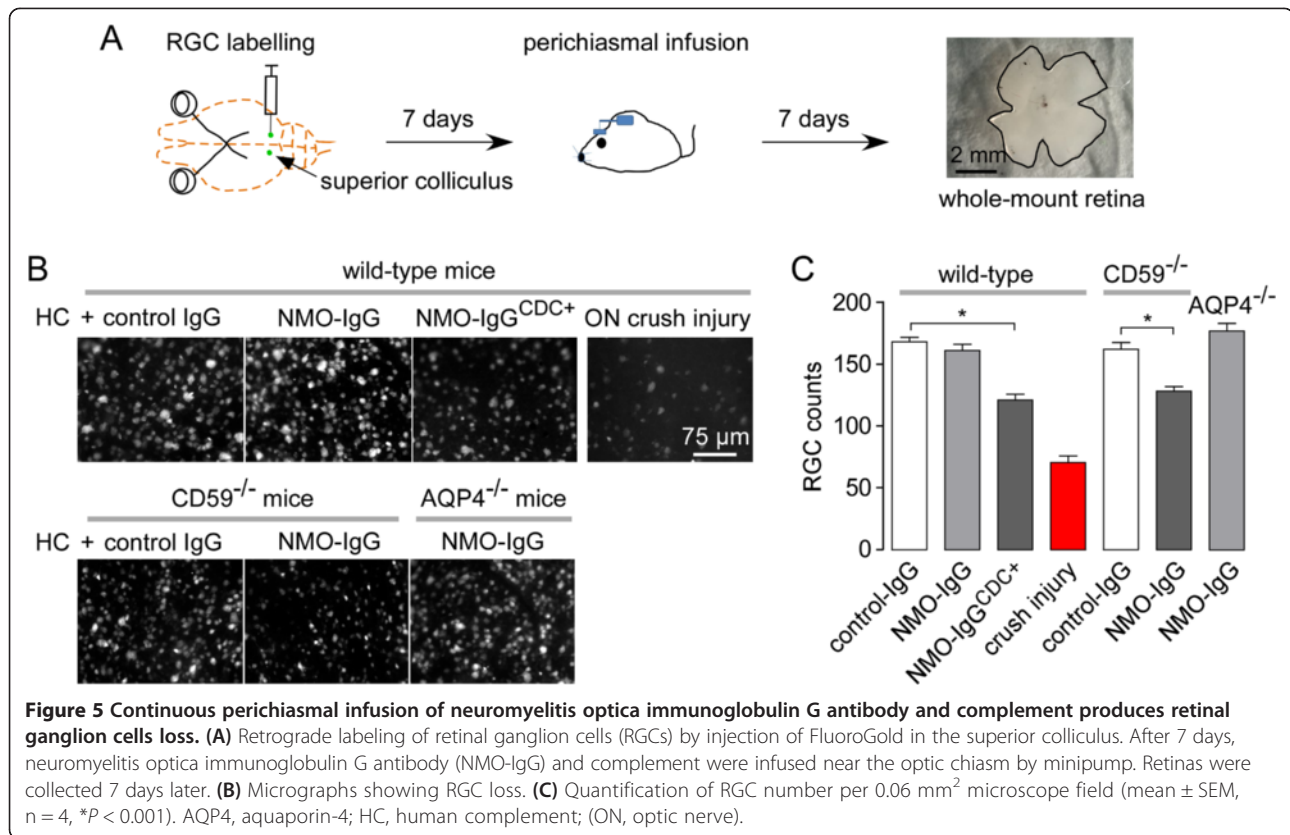 A
RGC labelling
perichiasmal infusion
7 days
7 days
superior colliculus
2 mm
whole-mount retina
B
wild-type mice
HC + control IgG NMO-IgG NMO-IgG^CDC+ ON crush injury
75 µm
CD59-/- mice AQP4-/- mice
HC + control IgG NMO-IgG NMO-IgG
C
wild-type CD59-/- AQP4-/-
200
150
100
50
0
RGC counts
* *
control-IgG
NMO-IgG
NMO-IgG^CDC+
crush injury
control-IgG
NMO-IgG
NMO-IgG
Figure 5 Continuous perichiasmal infusion of neuromyelitis optica immunoglobulin G antibody and complement produces retinal
ganglion cells loss. (A) Retrograde labeling of retinal ganglion cells (RGCs) by injection of FluoroGold in the superior colliculus. After 7 days,
neuromyelitis optica immunoglobulin G antibody (NMO-IgG) and complement were infused near the optic chiasm by minipump. Retinas were
collected 7 days later. (B) Micrographs showing RGC loss. (C) Quantification of RGC number per 0.06 mm² microscope field (mean ± SEM,
n = 4, *P < 0.001). AQP4, aquaporin-4; HC, human complement; (ON, optic nerve).